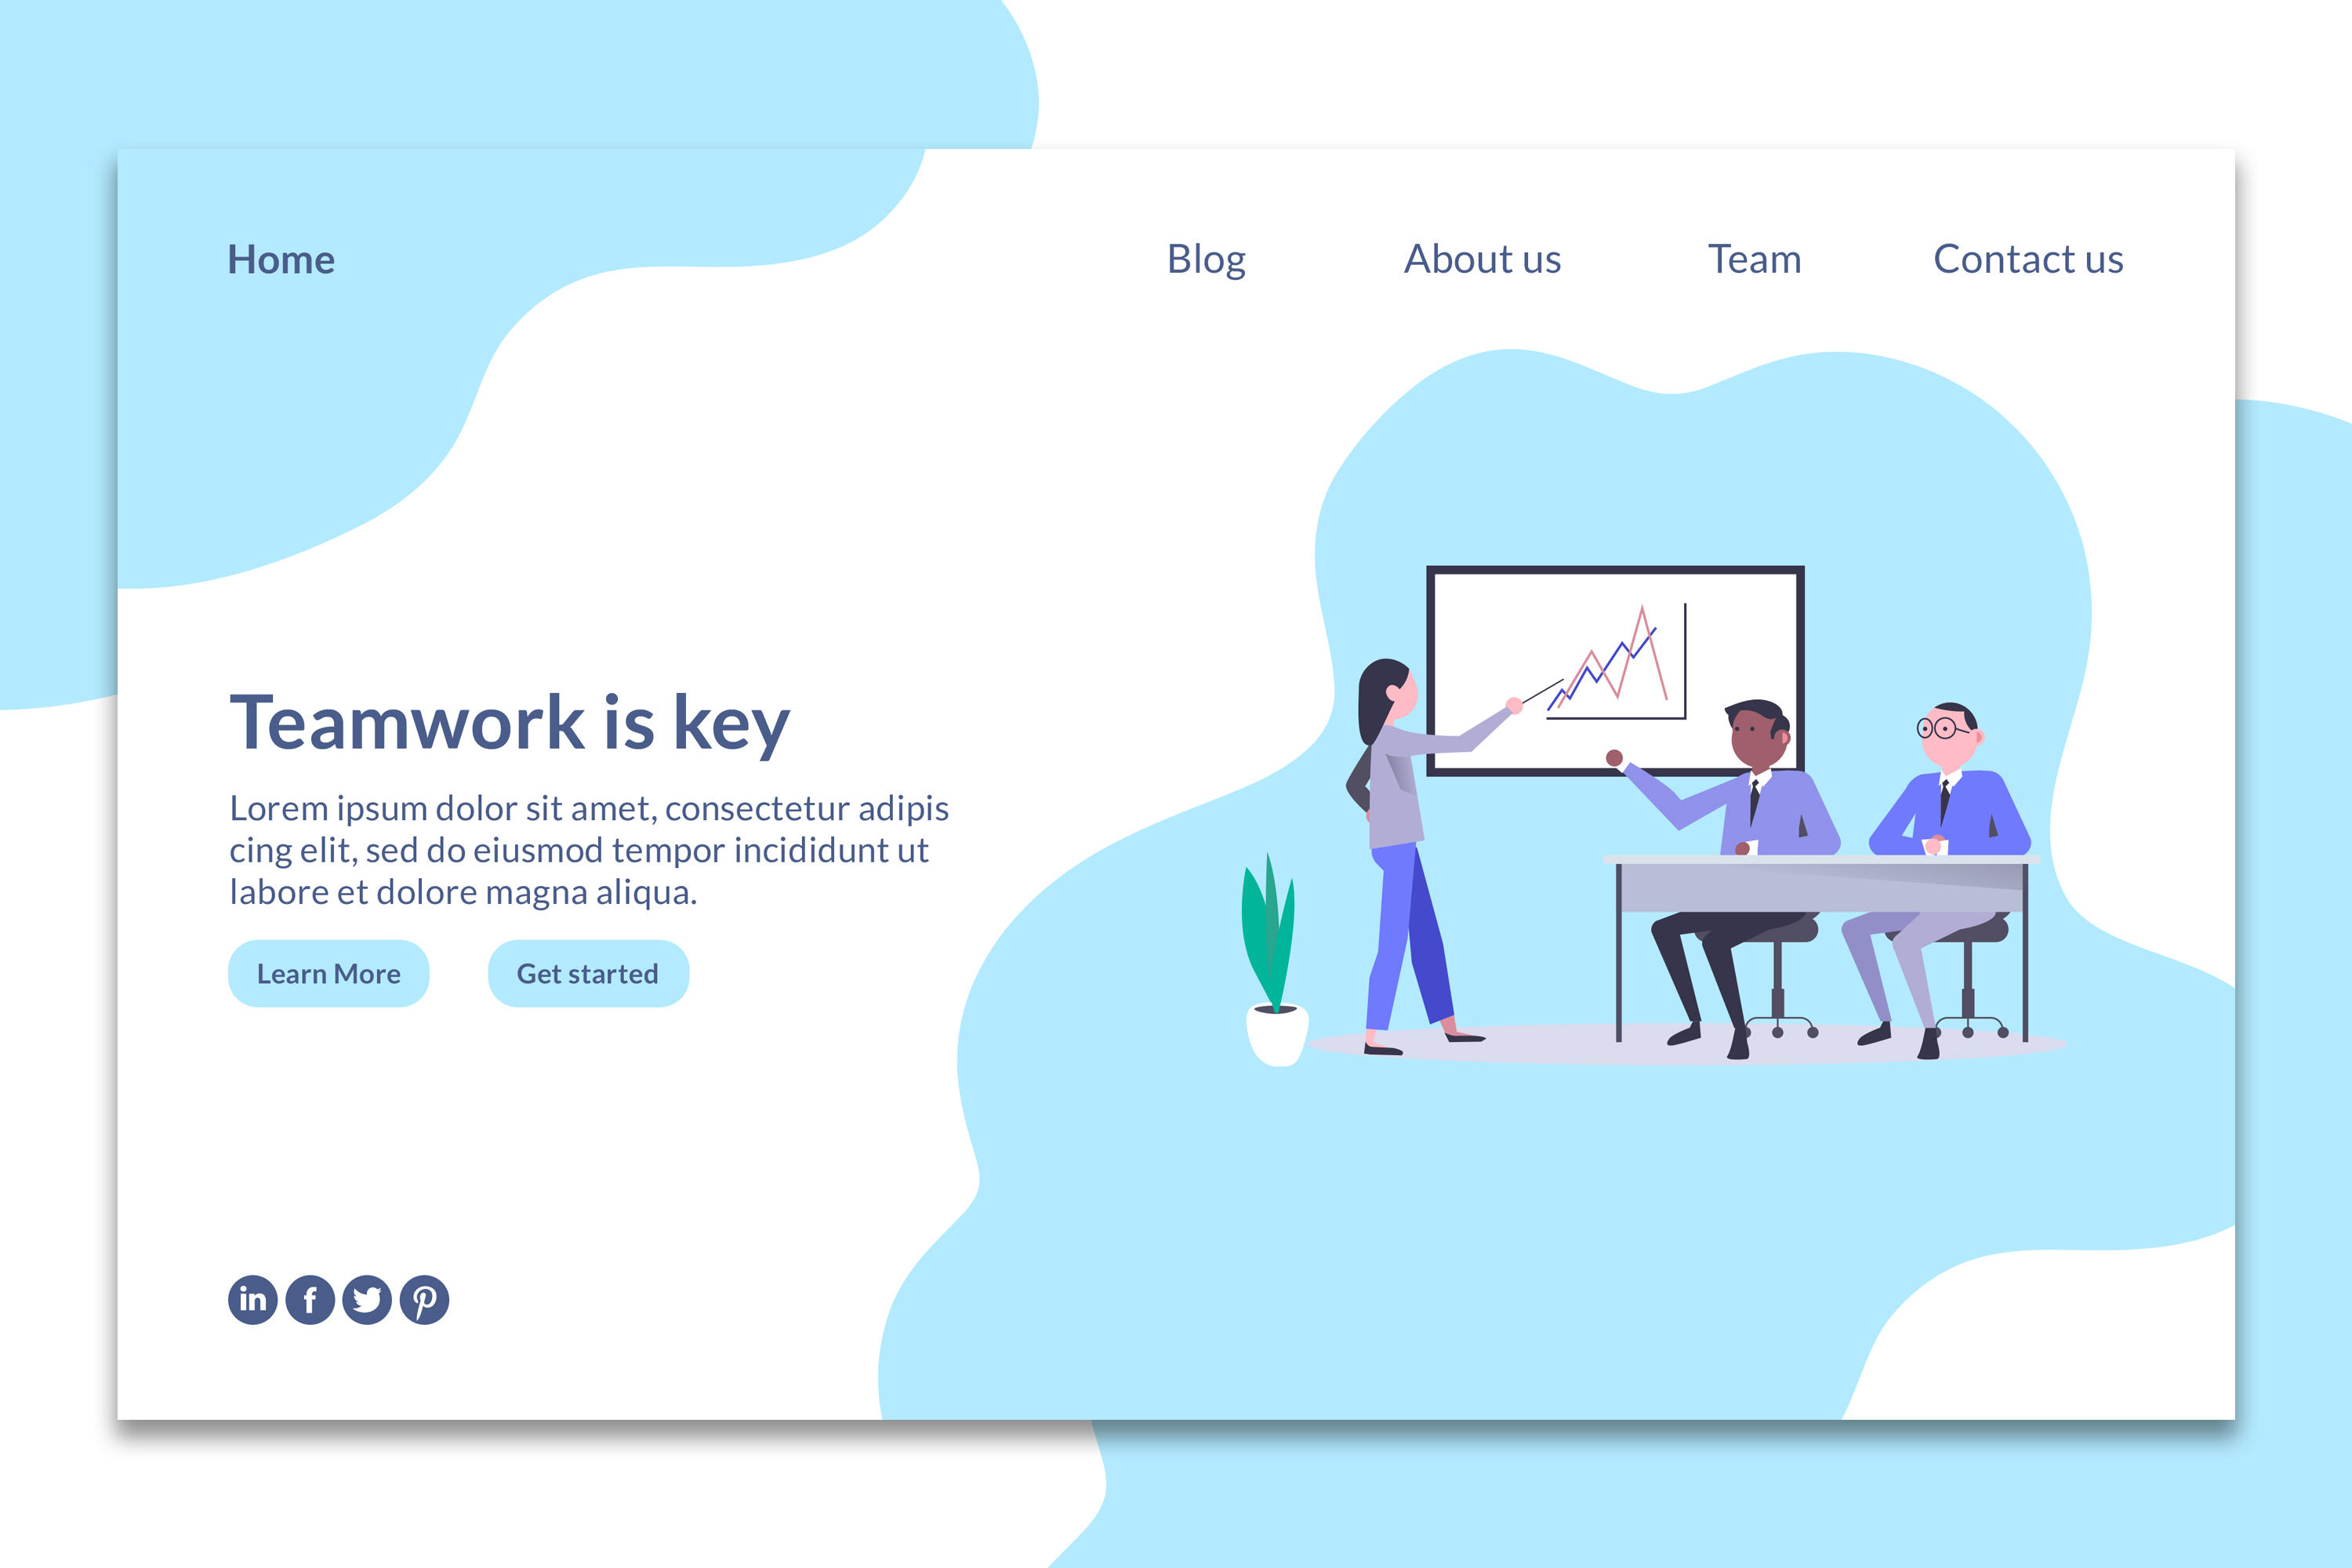 Home
Blog
About us
Team
Contact us
Teamwork is key
Lorem ipsum dolor sit amet, consectetur adipis
cing elit, sed do eiusmod tempor incididunt ut
labore et dolore magna aliqua.
Learn More
Get started